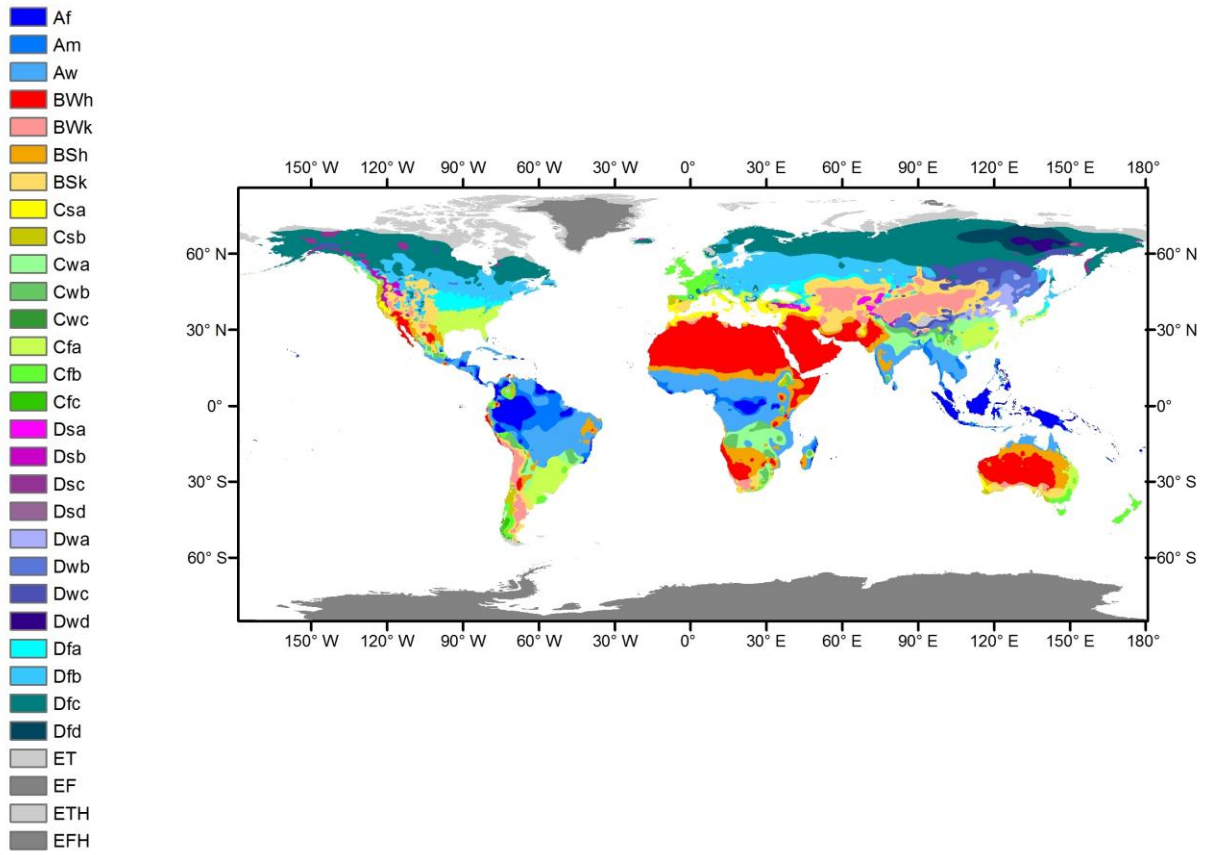 Af
Am
Aw
BWh
BWk
BSh
BSk
Csa
Csb
Cwa
Cwb
Cwc
Cfa
Cfb
Cfc
Dsa
Dsb
Dsc
Dsd
Dwa
Dwb
Dwc
Dwd
Dfa
Dfb
Dfc
Dfd
ET
EF
ETH
EFH
150° W 120° W 90° W 60° W 30° W 0° 30° E 60° E 90° E 120° E 150° E 180°
60° N 60° N
30° N 30° N
0° 0°
30° S 30° S
60° S 60° S
150° W 120° W 90° W 60° W 30° W 0° 30° E 60° E 90° E 120° E 150° E 180°